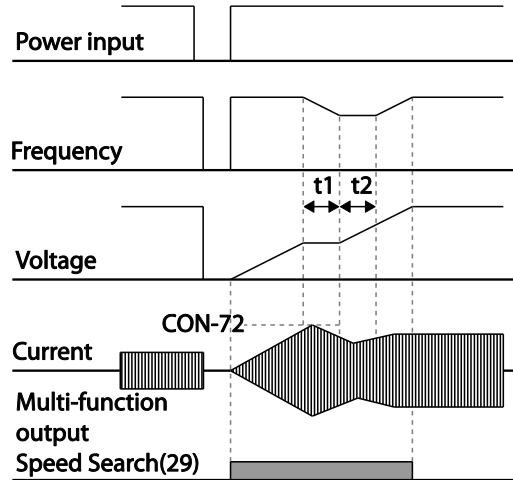 Power input
Frequency
t1 t2
Voltage
CON-72
Current
Multi-function
output
Speed Search(29)